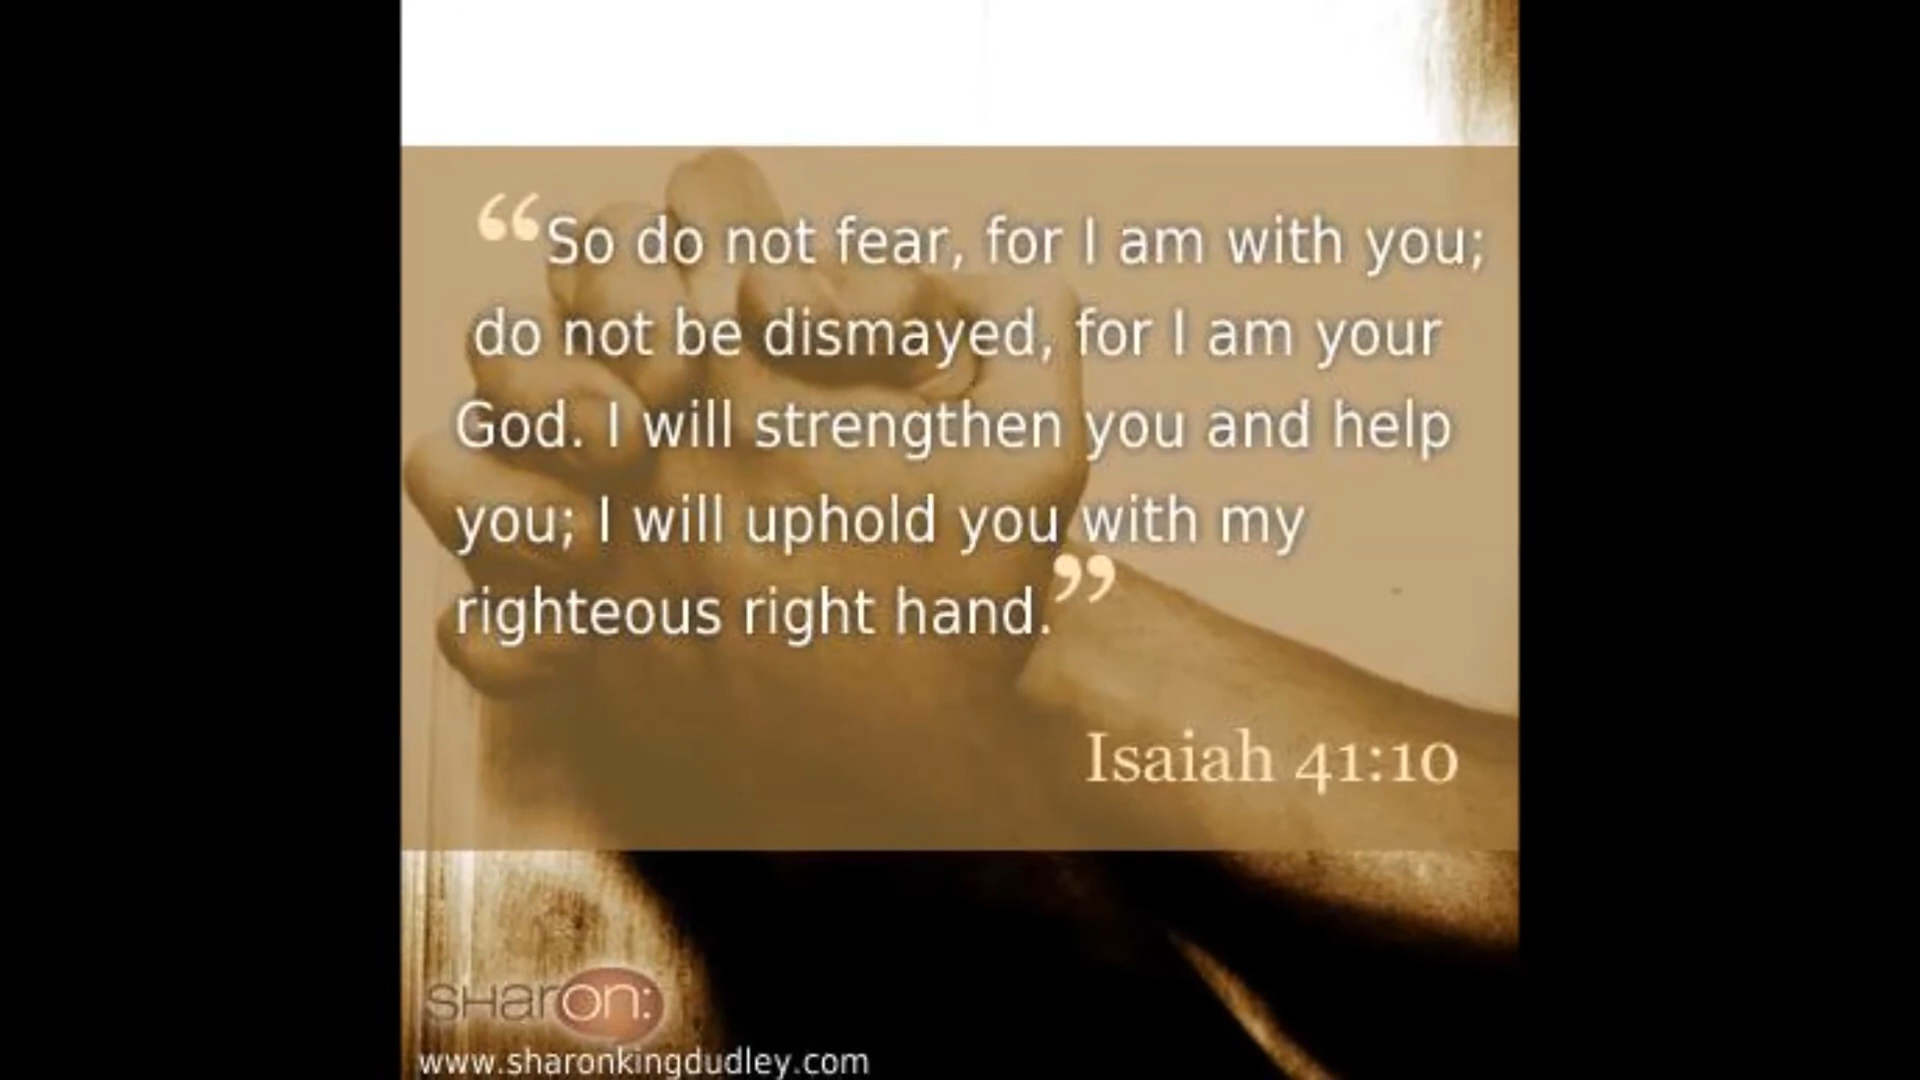 “So do not fear, for I am with you;
do not be dismayed, for I am your
God. I will strengthen you and help
you; I will uphold you with my
righteous right hand.”
Isaiah 41:10
sharon:
www.sharonkingdudley.com